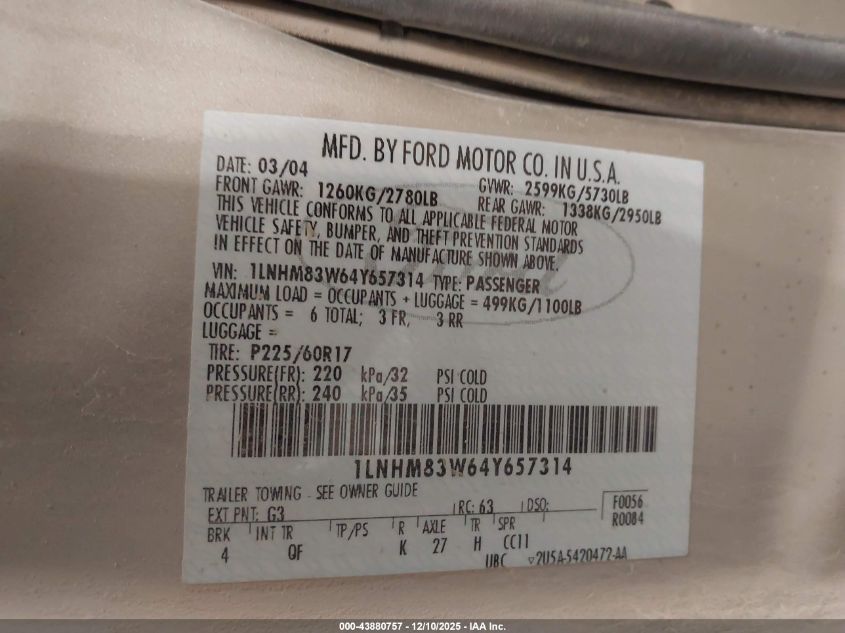 MFD. BY FORD MOTOR CO. IN U.S.A.
DATE: 03/04 GVWR: 2599KG/5730LB
FRONT GAWR: 1260KG/2780LB REAR GAWR: 1338KG/2950LB
THIS VEHICLE CONFORMS TO ALL APPLICABLE FEDERAL MOTOR
VEHICLE SAFETY, BUMPER, AND THEFT PREVENTION STANDARDS
IN EFFECT ON THE DATE OF MANUFACTURE SHOWN ABOVE.
VIN: 1LNHM83W64Y657314 TYPE: PASSENGER
MAXIMUM LOAD = OCCUPANTS + LUGGAGE = 499KG/1100LB
OCCUPANTS = 6 TOTAL; 3 FR, 3 RR
LUGGAGE =
TIRE: P225/60R17
PRESSURE(FR): 220 kPa/32 PSI COLD
PRESSURE(RR): 240 kPa/35 PSI COLD
1LNHM83W64Y657314
TRAILER TOWING - SEE OWNER GUIDE
EXT PNT: G3 RC: 63 DSO: F0056
R0084
BRK INT TR TP/PS R AXLE TR SPR
4 QF K 27 H CC11
UBC ▽2U5A-5420472-AA
000-43880757 - 12/10/2025 - IAA Inc.